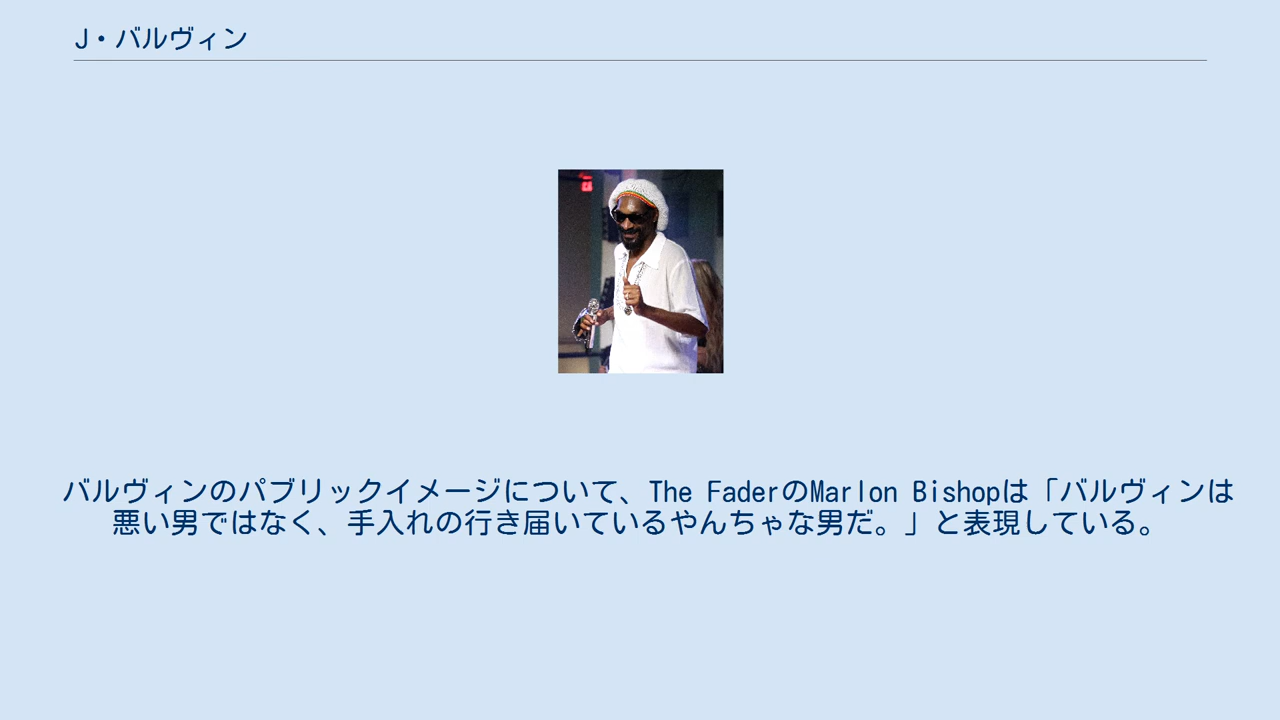 J・バルヴィン
バルヴィンのパブリックイメージについて、The FaderのMarlon Bishopは「バルヴィンは
悪い男ではなく、手入れの行き届いているやんちゃな男だ。」と表現している。